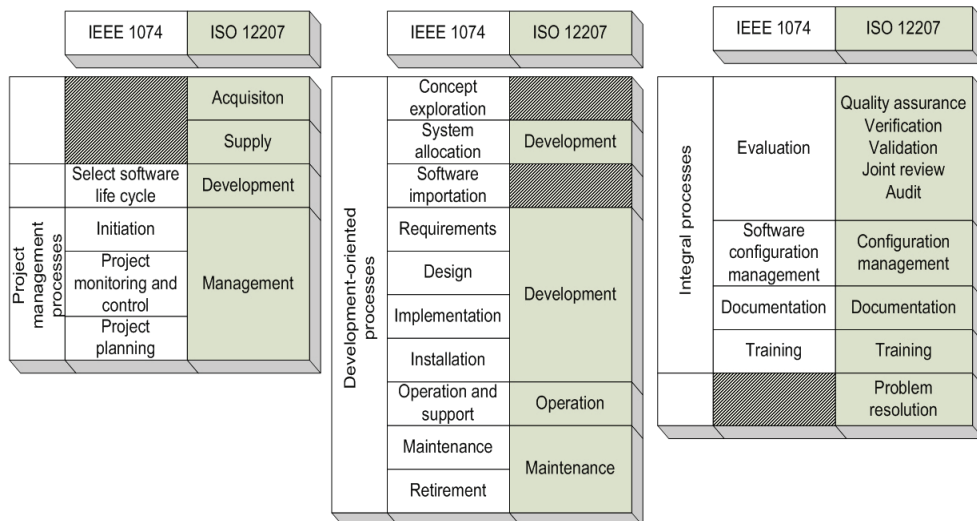 IEEE 1074
ISO 12207
Acquisiton
Supply
Select software
life cycle
Development
Project
management
processes
Initiation
Project
monitoring and
control
Project
planning
Management
IEEE 1074
ISO 12207
Development-oriented
processes
Concept
exploration
System
allocation
Development
Software
importation
Requirements
Design
Implementation
Installation
Development
Operation and
support
Operation
Maintenance
Retirement
Maintenance
IEEE 1074
ISO 12207
Integral processes
Evaluation
Quality assurance
Verification
Validation
Joint review
Audit
Software
configuration
management
Configuration
management
Documentation
Documentation
Training
Training
Problem
resolution